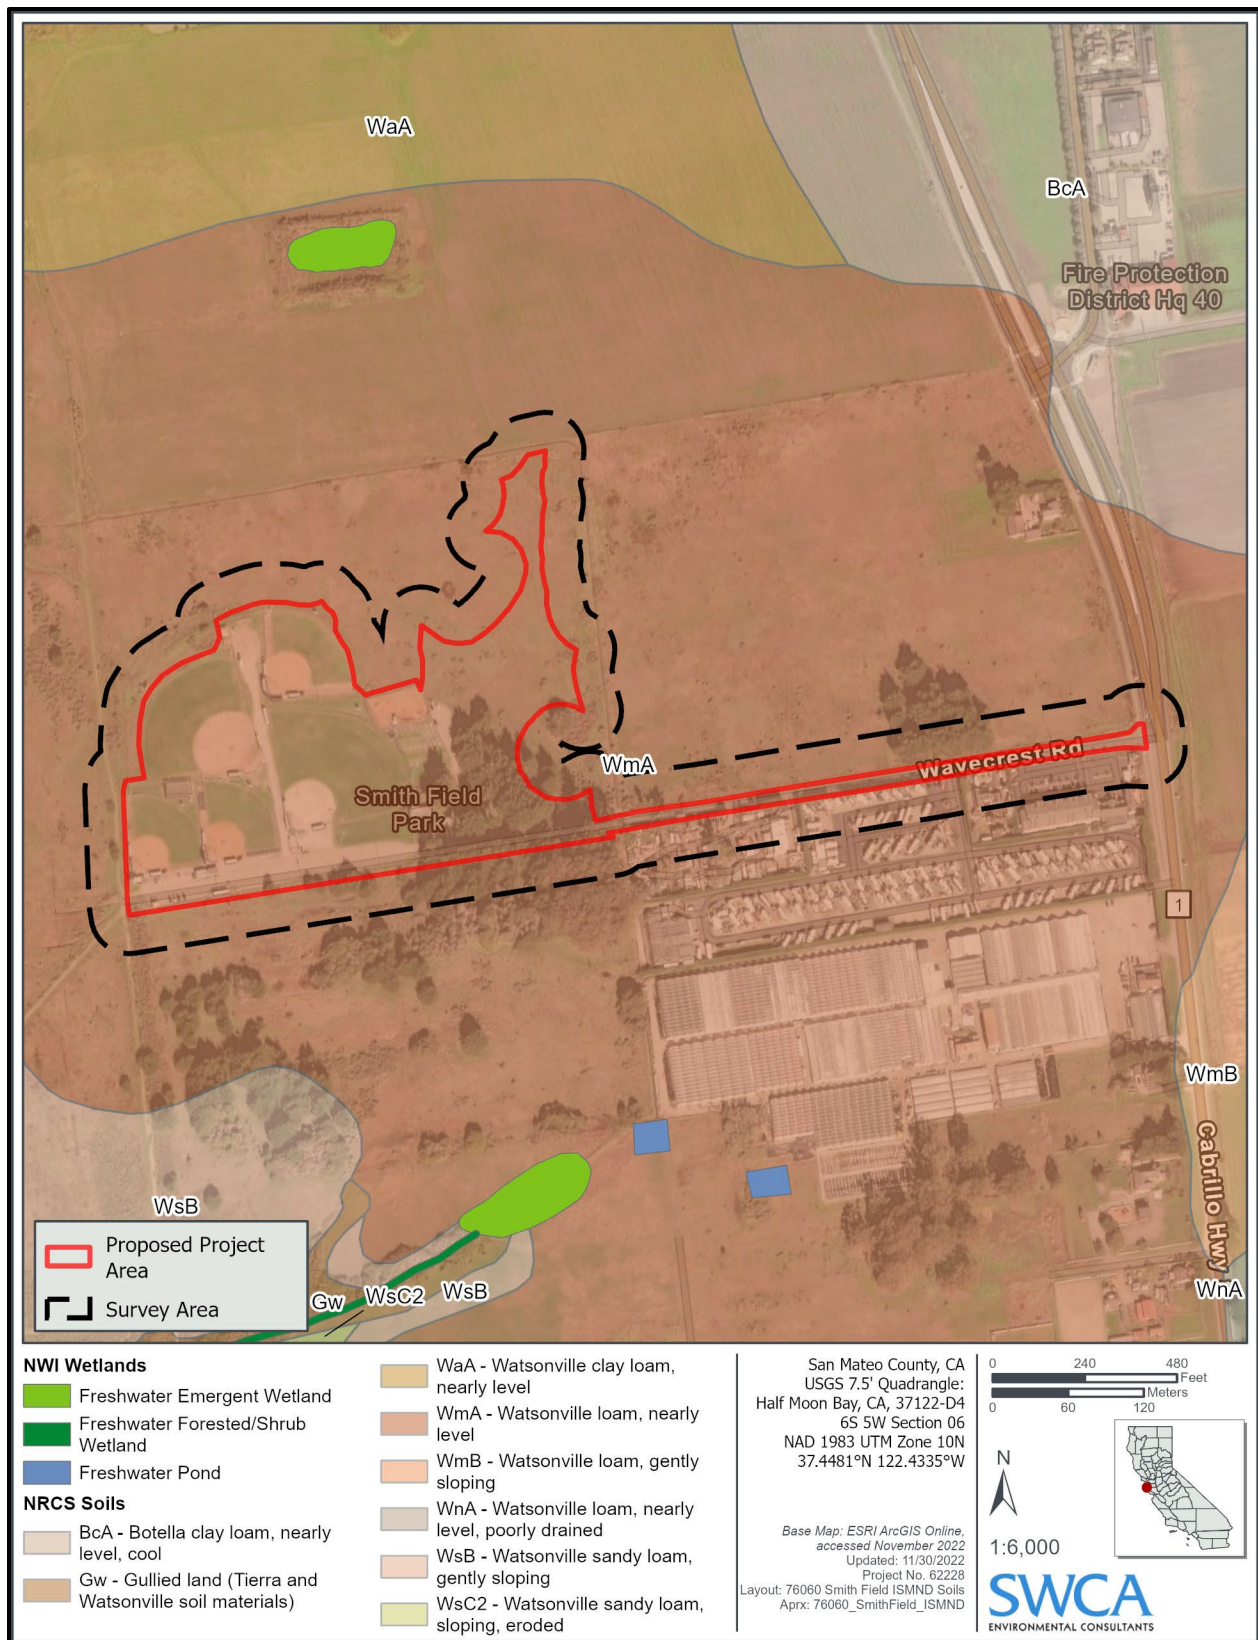 WaA
BcA
Fire Protection
District Hq 40
WmA
Wavecrest Rd
Smith Field
Park
1
WmB
Cabrillo Hwy
WsB
WnA
Gw
WsC2
WsB
Proposed Project
Area
Survey Area
NWI Wetlands
Freshwater Emergent Wetland
Freshwater Forested/Shrub
Wetland
Freshwater Pond
NRCS Soils
BcA - Botella clay loam, nearly
level, cool
Gw - Gullied land (Tierra and
Watsonville soil materials)
WaA - Watsonville clay loam,
nearly level
WmA - Watsonville loam, nearly
level
WmB - Watsonville loam, gently
sloping
WnA - Watsonville loam, nearly
level, poorly drained
WsB - Watsonville sandy loam,
gently sloping
WsC2 - Watsonville sandy loam,
sloping, eroded
San Mateo County, CA
USGS 7.5' Quadrangle:
Half Moon Bay, CA, 37122-D4
6S 5W Section 06
NAD 1983 UTM Zone 10N
37.4481°N 122.4335°W
Base Map: ESRI ArcGIS Online,
accessed November 2022
Updated: 11/30/2022
Project No. 62228
Layout: 76060 Smith Field ISMND Soils
Aprx: 76060_SmithField_ISMND
0 240 480
Feet
Meters
0 60 120
N
1:6,000
SWCA
ENVIRONMENTAL CONSULTANTS